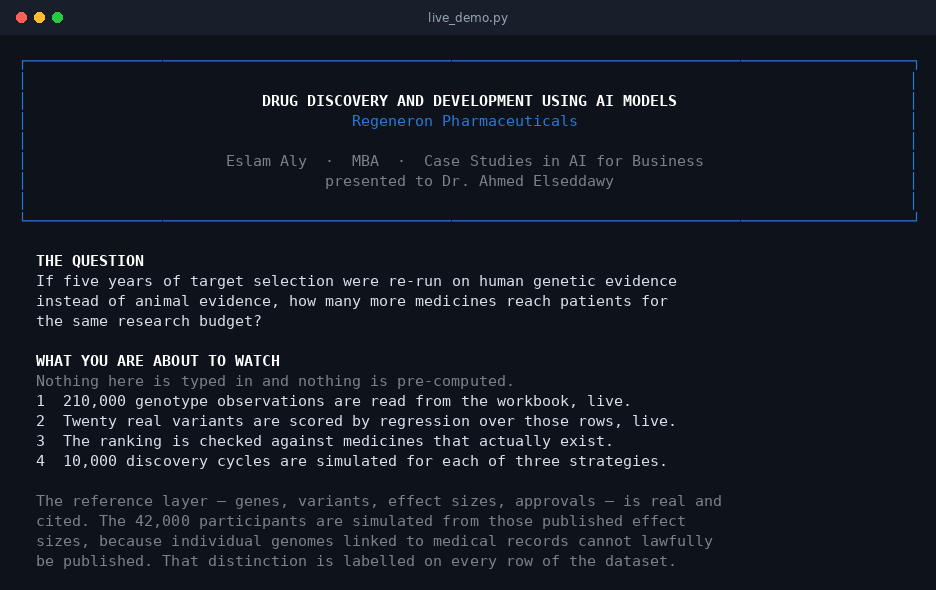 live_demo.py
DRUG DISCOVERY AND DEVELOPMENT USING AI MODELS
Regeneron Pharmaceuticals
Eslam Aly · MBA · Case Studies in AI for Business
presented to Dr. Ahmed Elseddawy
THE QUESTION
If five years of target selection were re-run on human genetic evidence
instead of animal evidence, how many more medicines reach patients for
the same research budget?
WHAT YOU ARE ABOUT TO WATCH
Nothing here is typed in and nothing is pre-computed.
1  210,000 genotype observations are read from the workbook, live.
2  Twenty real variants are scored by regression over those rows, live.
3  The ranking is checked against medicines that actually exist.
4  10,000 discovery cycles are simulated for each of three strategies.
The reference layer — genes, variants, effect sizes, approvals — is real and
cited. The 42,000 participants are simulated from those published effect
sizes, because individual genomes linked to medical records cannot lawfully
be published. That distinction is labelled on every row of the dataset.